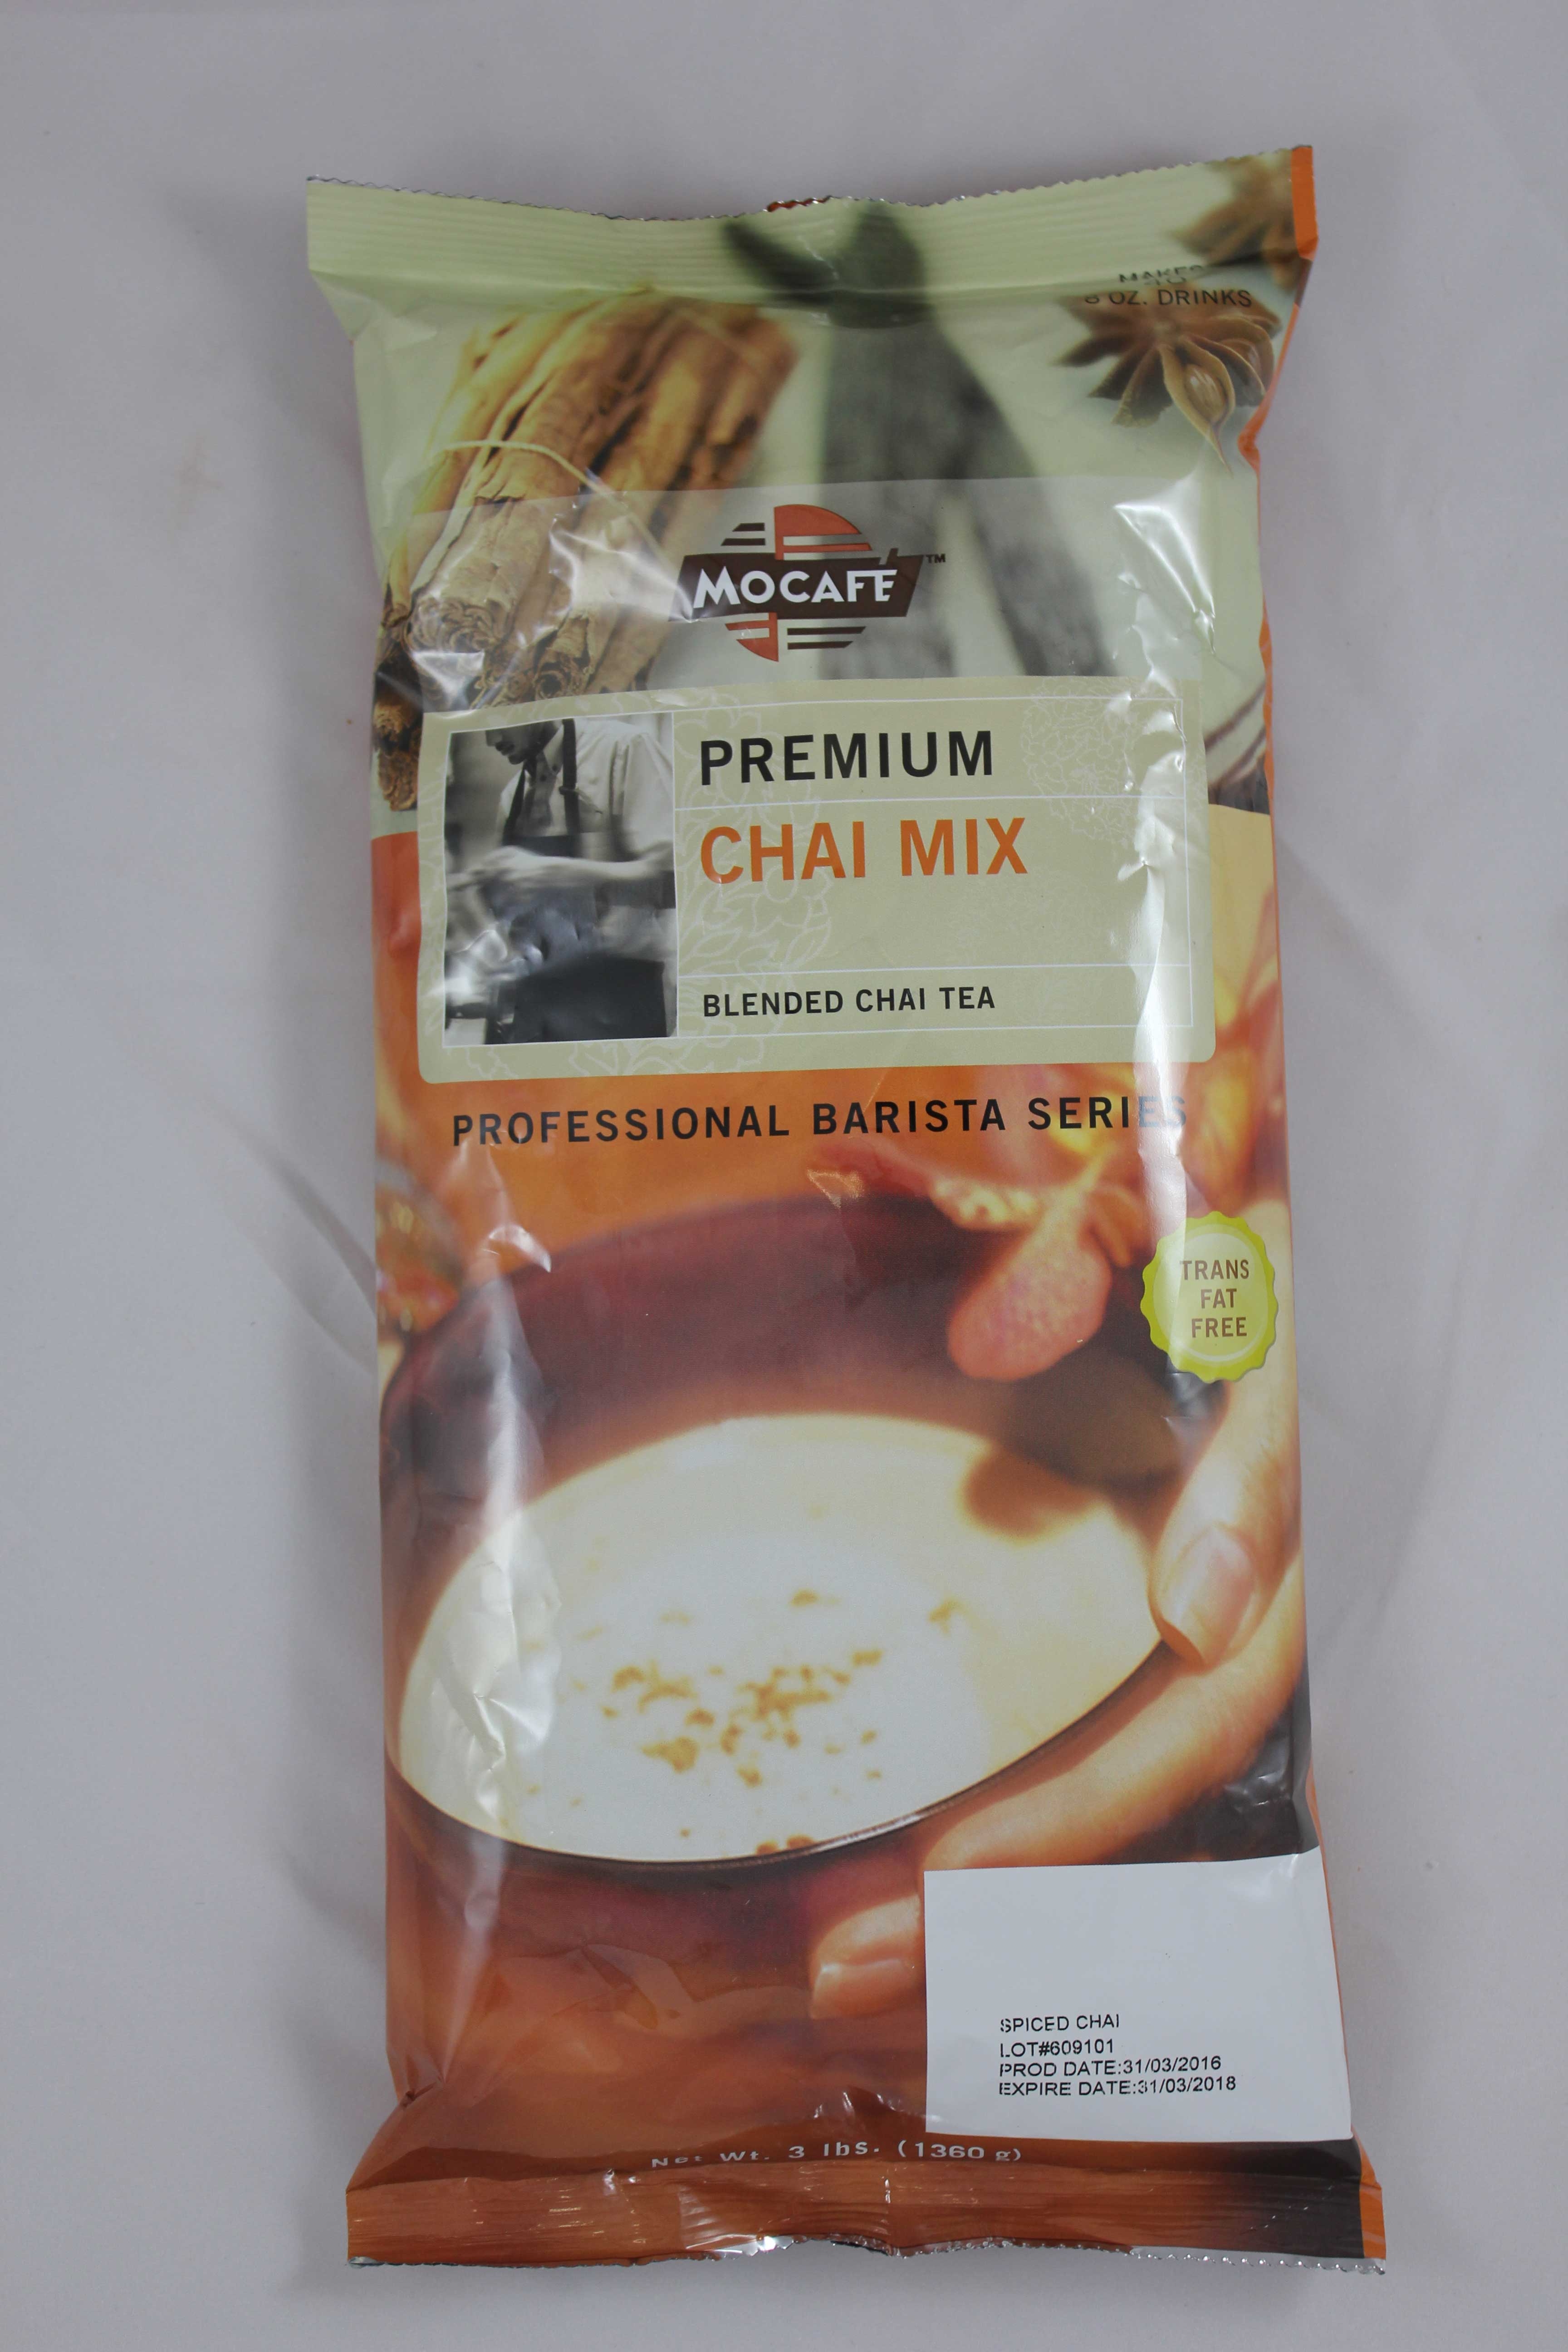 MAKES
8 OZ. DRINKS
MOCAFÉ™
PREMIUM
CHAI MIX
BLENDED CHAI TEA
PROFESSIONAL BARISTA SERIES
TRANS
FAT
FREE
SPICED CHAI
LOT#609101
PROD DATE:31/03/2016
EXPIRE DATE:31/03/2018
Net Wt. 3 lbs. (1360 g)